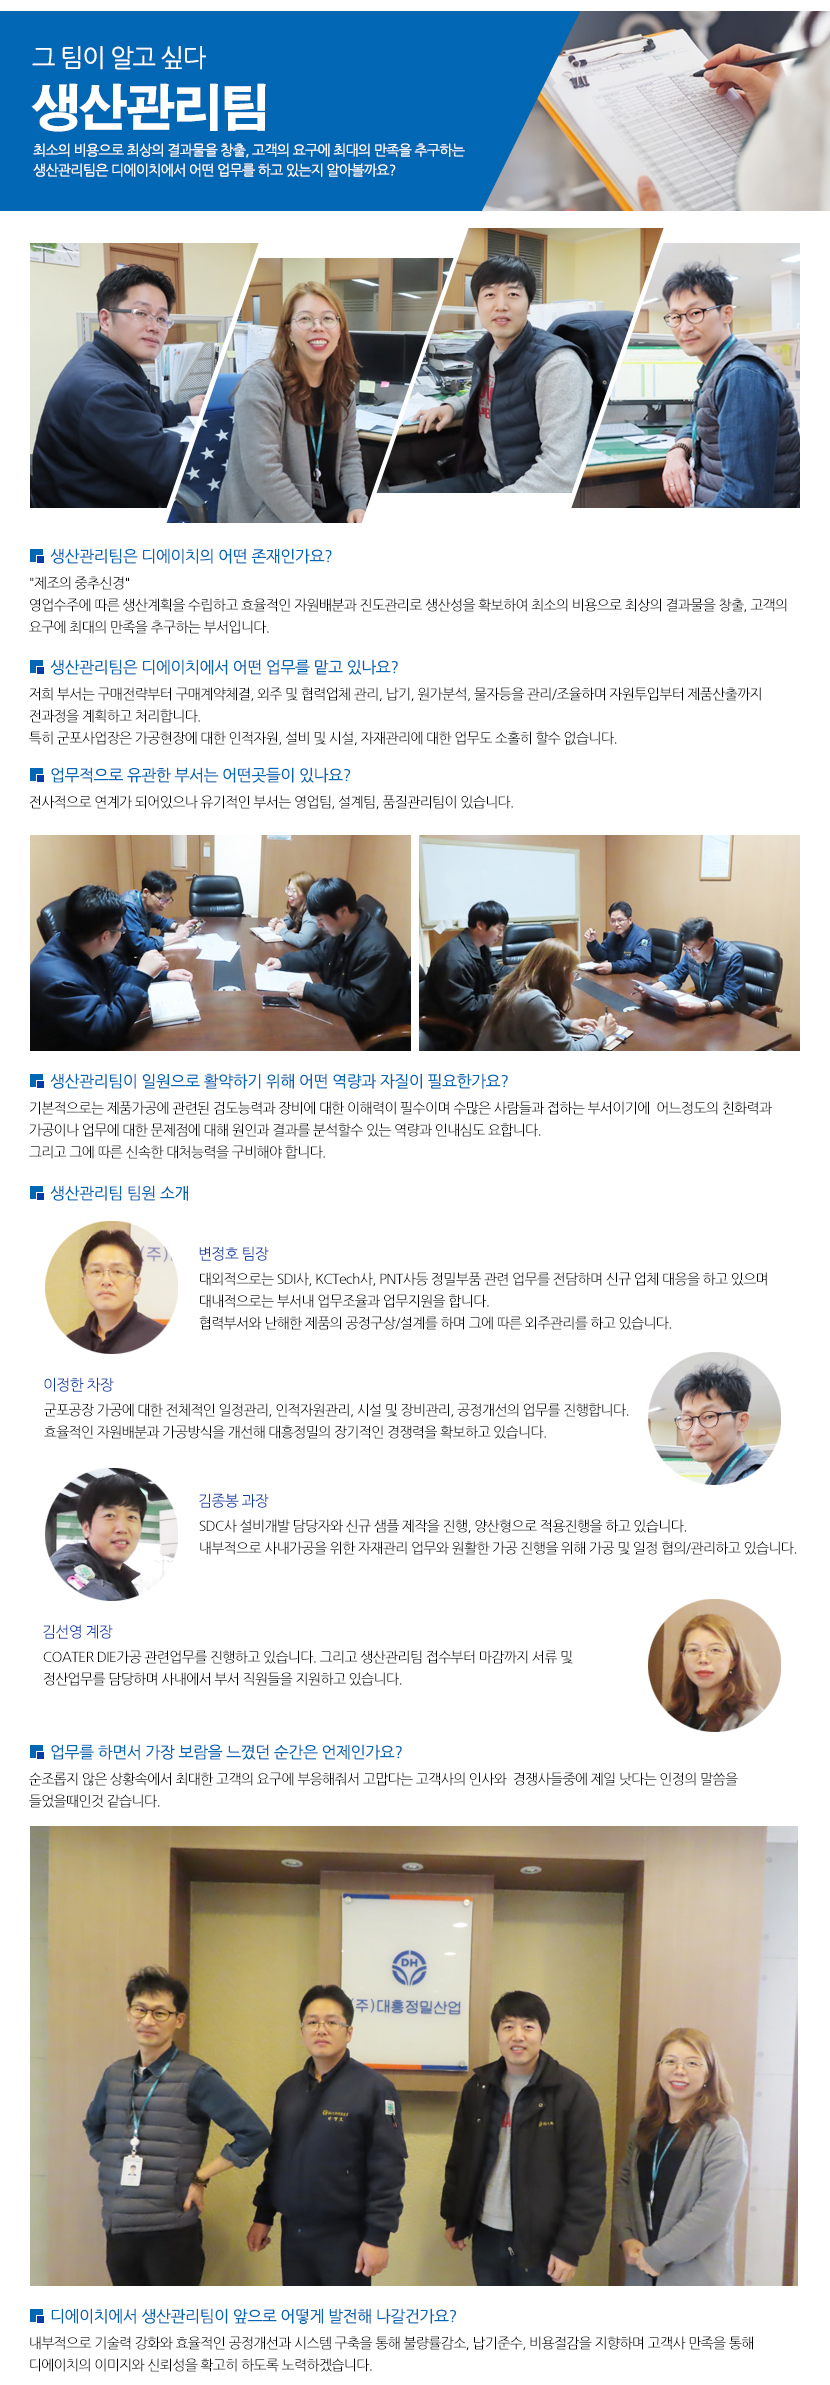 그 팀이 알고 싶다
생산관리팀
최소의 비용으로 최상의 결과물을 창출, 고객의 요구에 최대의 만족을 추구하는
생산관리팀은 디에이치에서 어떤 업무를 하고 있는지 알아볼까요?
생산관리팀은 디에이치의 어떤 존재인가요?
"제조의 중추신경"
영업수주에 따른 생산계획을 수립하고 효율적인 자원배분과 진도관리로 생산성을 확보하여 최소의 비용으로 최상의 결과물을 창출, 고객의
요구에 최대의 만족을 추구하는 부서입니다.
생산관리팀은 디에이치에서 어떤 업무를 맡고 있나요?
저희 부서는 구매전략부터 구매계약체결, 외주 및 협력업체 관리, 납기, 원가분석, 물자등을 관리/조율하며 자원투입부터 제품산출까지
전과정을 계획하고 처리합니다.
특히 군포사업장은 가공현장에 대한 인적자원, 설비 및 시설, 자재관리에 대한 업무도 소홀히 할수 없습니다.
업무적으로 유관한 부서는 어떤곳들이 있나요?
전사적으로 연계가 되어있으나 유기적인 부서는 영업팀, 설계팀, 품질관리팀이 있습니다.
생산관리팀이 일원으로 활약하기 위해 어떤 역량과 자질이 필요한가요?
기본적으로는 제품가공에 관련된 검도능력과 장비에 대한 이해력이 필수이며 수많은 사람들과 접하는 부서이기에 어느정도의 친화력과
가공이나 업무에 대한 문제점에 대해 원인과 결과를 분석할수 있는 역량과 인내심도 요합니다.
그리고 그에 따른 신속한 대처능력을 구비해야 합니다.
생산관리팀 팀원 소개
(주)
변정호 팀장
대외적으로는 SDI사, KCTech사, PNT사등 정밀부품 관련 업무를 전담하며 신규 업체 대응을 하고 있으며
대내적으로는 부서내 업무조율과 업무지원을 합니다.
협력부서와 난해한 제품의 공정구상/설계를 하며 그에 따른 외주관리를 하고 있습니다.
이정한 차장
군포공장 가공에 대한 전체적인 일정관리, 인적자원관리, 시설 및 장비관리, 공정개선의 업무를 진행합니다.
효율적인 자원배분과 가공방식을 개선해 대흥정밀의 장기적인 경쟁력을 확보하고 있습니다.
김종봉 과장
SDC사 설비개발 담당자와 신규 샘플 제작을 진행, 양산형으로 적용진행을 하고 있습니다.
내부적으로 사내가공을 위한 자재관리 업무와 원활한 가공 진행을 위해 가공 및 일정 협의/관리하고 있습니다.
김선영 계장
COATER DIE가공 관련업무를 진행하고 있습니다. 그리고 생산관리팀 접수부터 마감까지 서류 및
정산업무를 담당하며 사내에서 부서 직원들을 지원하고 있습니다.
업무를 하면서 가장 보람을 느꼈던 순간은 언제인가요?
순조롭지 않은 상황속에서 최대한 고객의 요구에 부응해줘서 고맙다는 고객사의 인사와 경쟁사들중에 제일 낫다는 인정의 말씀을
들었을때인것 같습니다.
DH
(주)대흥정밀산업
디에이치에서 생산관리팀이 앞으로 어떻게 발전해 나갈건가요?
내부적으로 기술력 강화와 효율적인 공정개선과 시스템 구축을 통해 불량률감소, 납기준수, 비용절감을 지향하며 고객사 만족을 통해
디에이치의 이미지와 신뢰성을 확고히 하도록 노력하겠습니다.